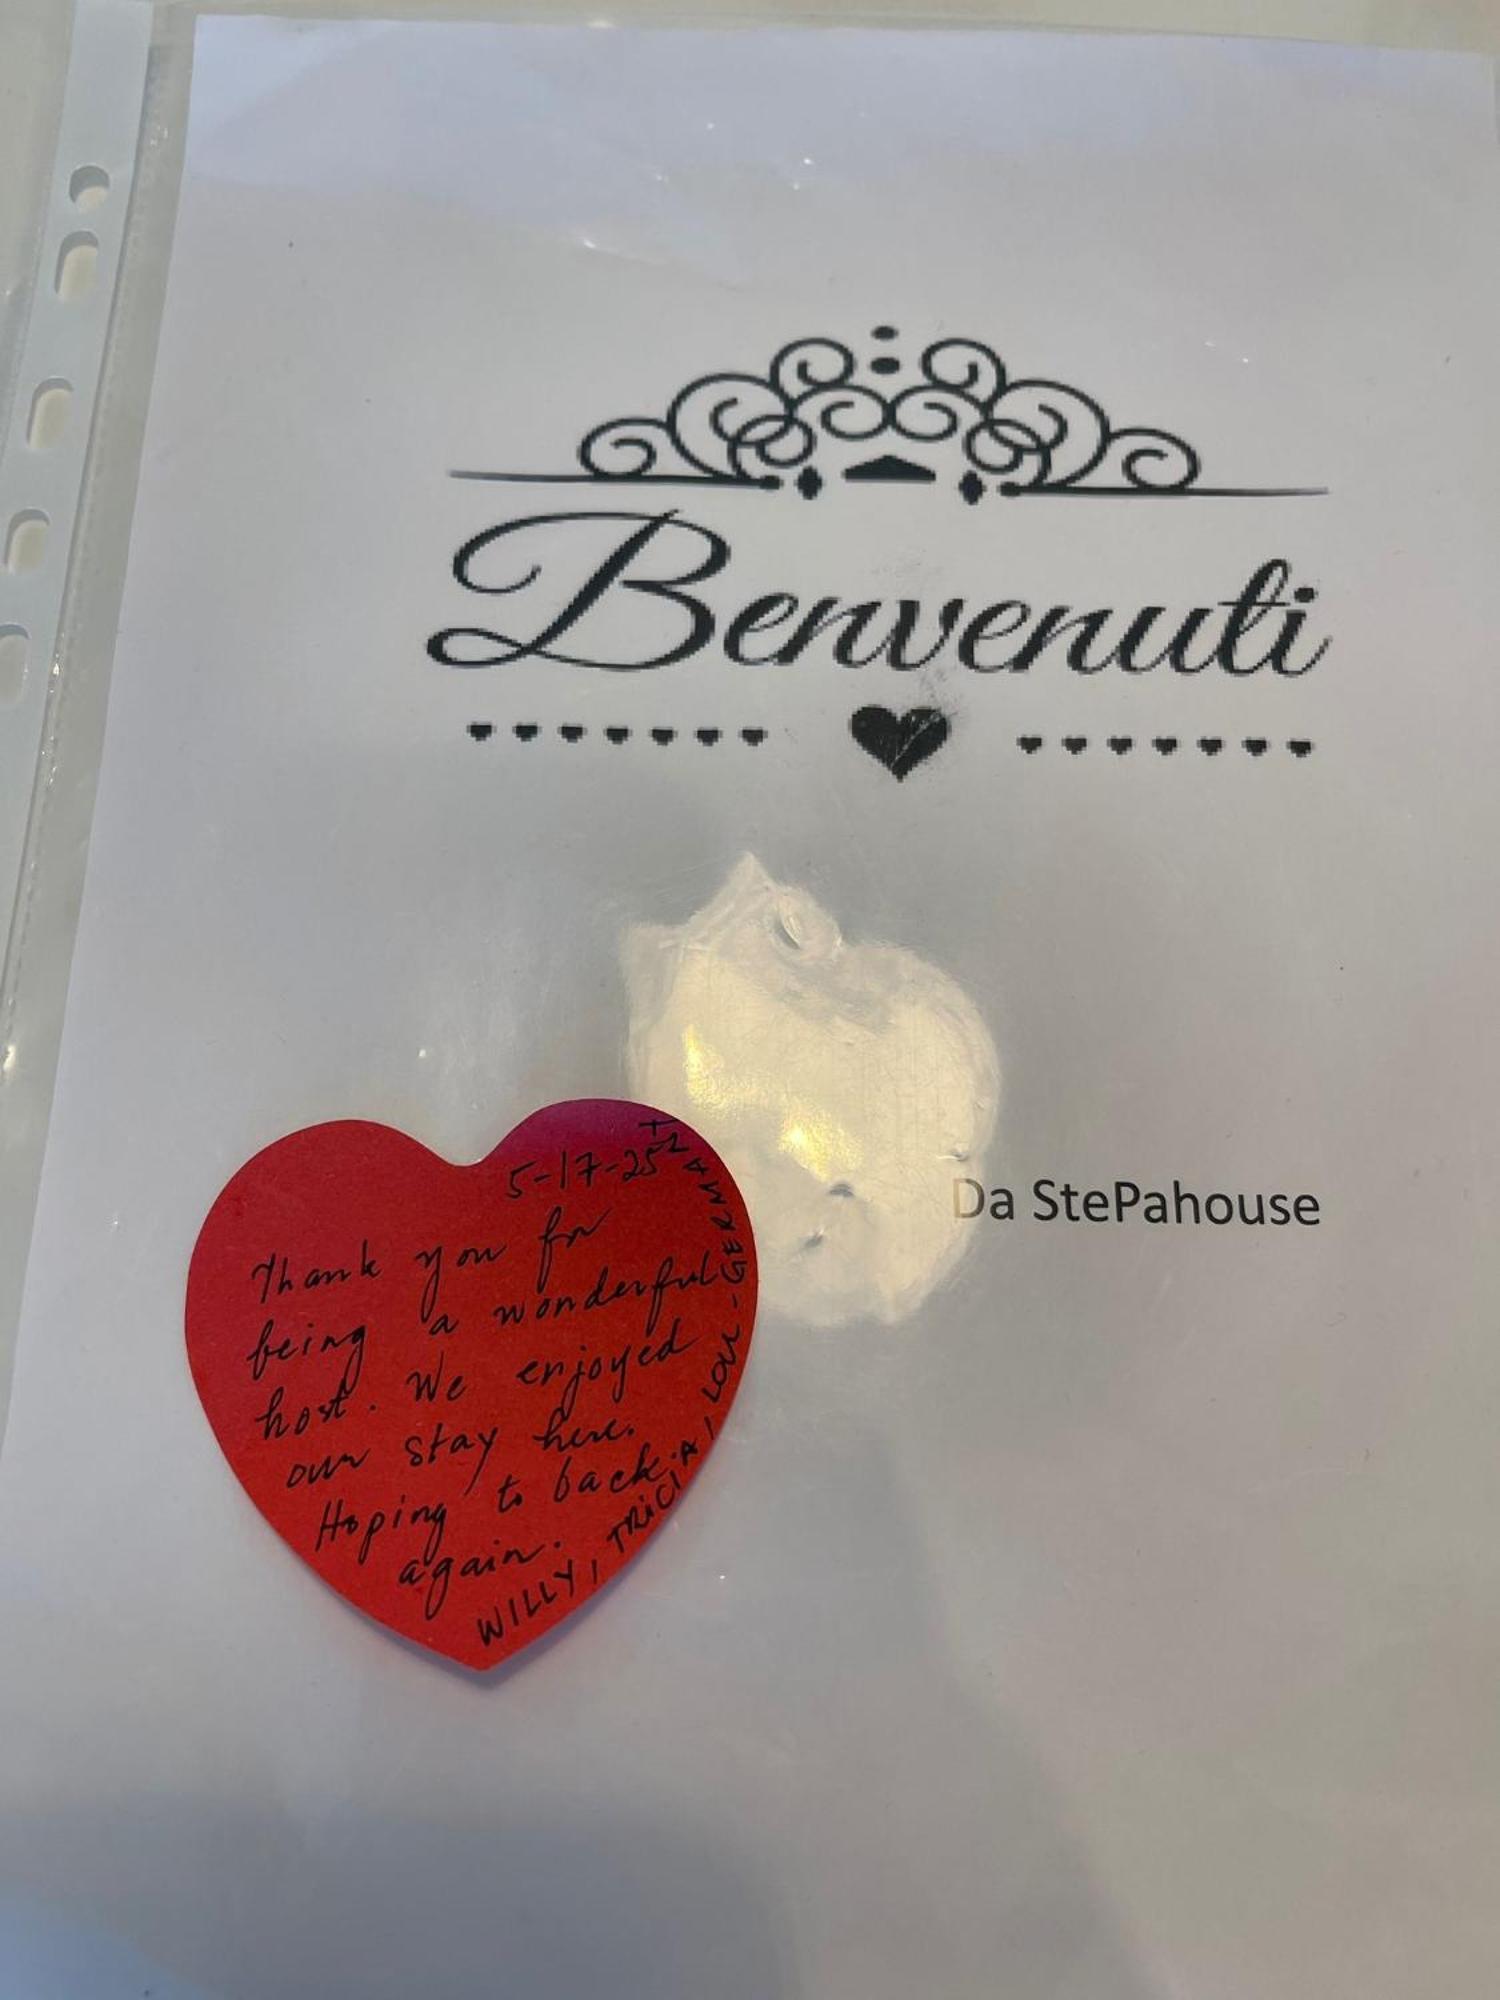 Benvenuti
Da StePahouse
5-17-25
Thank you for
being a wonderful
host. We enjoyed
our stay here.
Hoping to back
again.
WILLY, TRICIA, LOU - GERMA